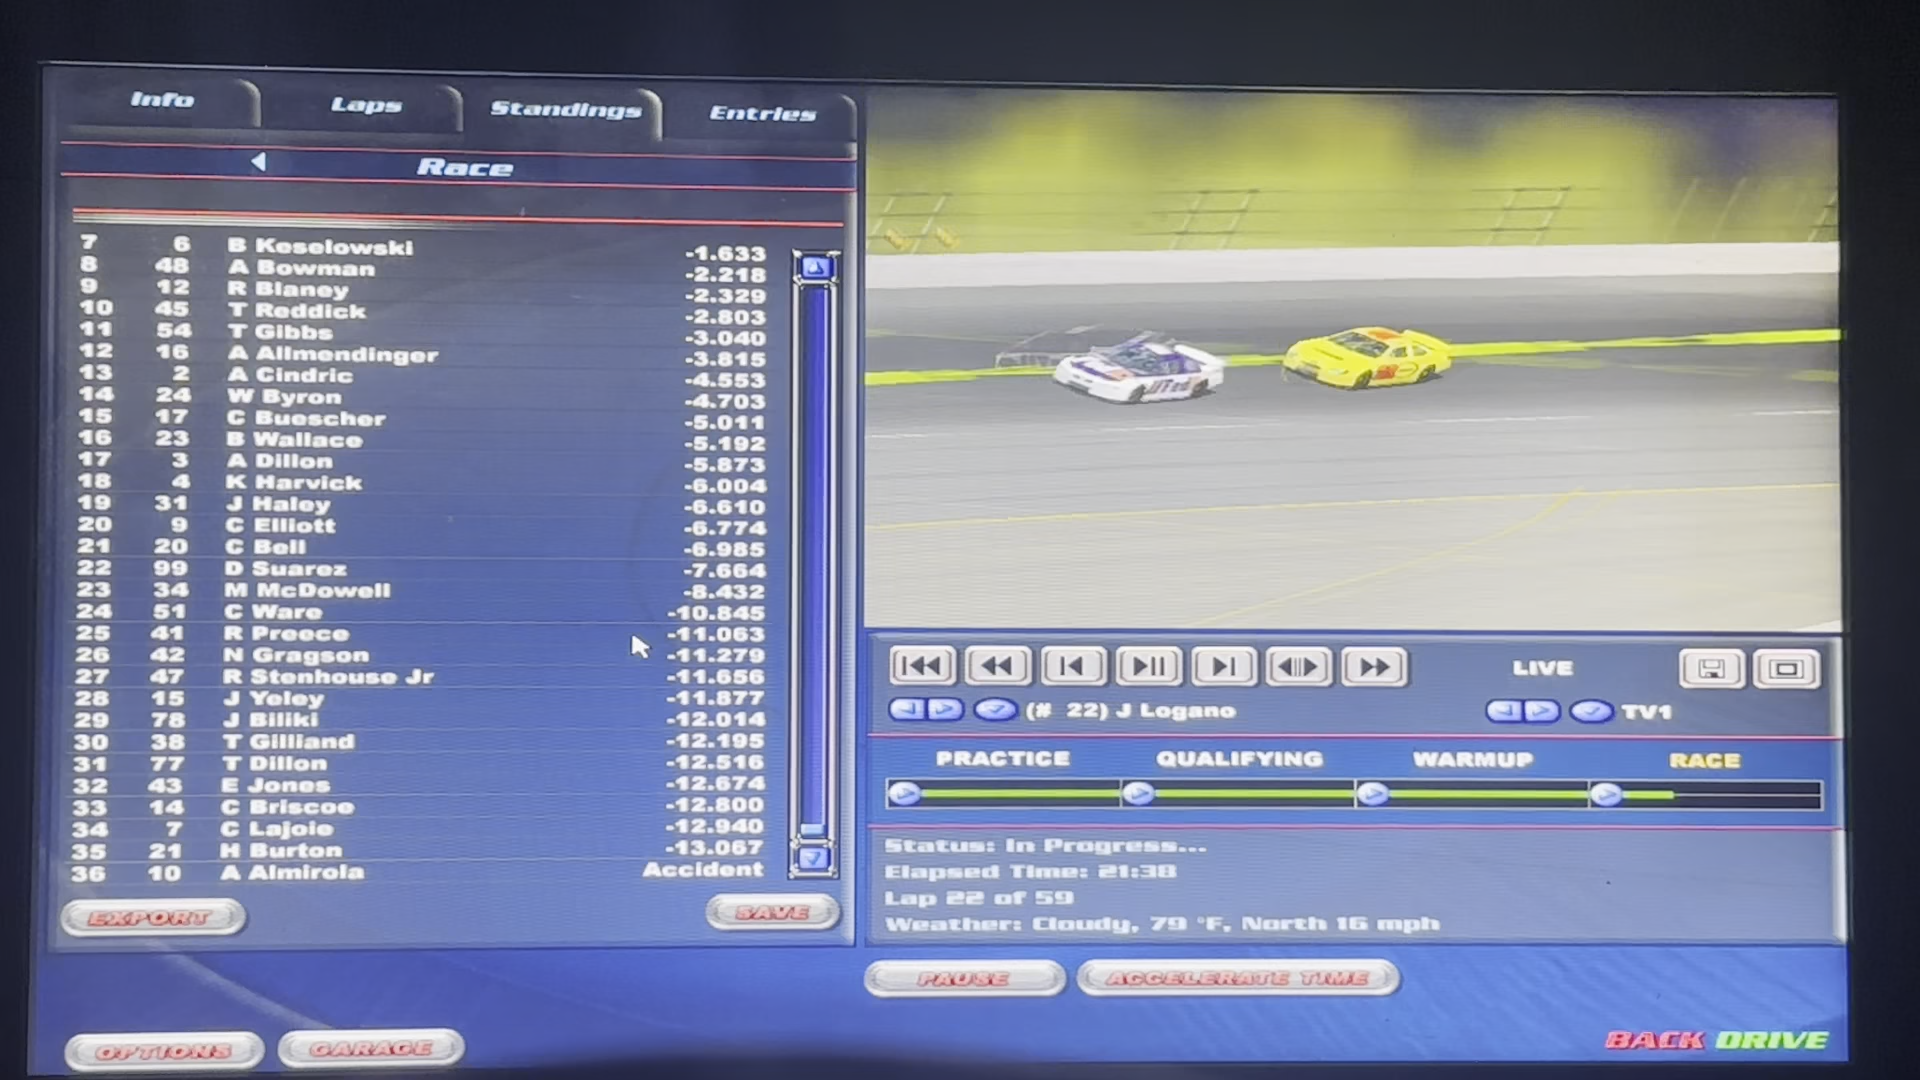 Info Laps Standings Entries
Race
7 6 B Keselowski -1.633
8 48 A Bowman -2.218
9 12 R Blaney -2.329
10 45 T Reddick -2.803
11 54 T Gibbs -3.040
12 16 A Allmendinger -3.815
13 2 A Cindric -4.553
14 24 W Byron -4.703
15 17 C Buescher -5.011
16 23 B Wallace -5.192
17 3 A Dillon -5.873
18 4 K Harvick -6.004
19 31 J Haley -6.610
20 9 C Elliott -6.774
21 20 C Bell -6.985
22 99 D Suarez -7.664
23 34 M McDowell -8.432
24 51 C Ware -10.845
25 41 R Preece -11.063
26 42 N Gragson -11.279
27 47 R Stenhouse Jr -11.656
28 15 J Yeley -11.877
29 78 J Biliki -12.014
30 38 T Gilliand -12.195
31 77 T Dillon -12.516
32 43 E Jones -12.674
33 14 C Briscoe -12.800
34 7 C Lajoie -12.940
35 21 H Burton -13.067
36 10 A Almirola Accident
EXPORT SAVE
OPTIONS GARAGE
LIVE
(# 22) J Logano TV1
PRACTICE QUALIFYING WARMUP RACE
Status: In Progress...
Elapsed Time: 21:38
Lap 22 of 59
Weather: Cloudy, 79 °F, North 16 mph
PAUSE ACCELERATE TIME
BACK DRIVE